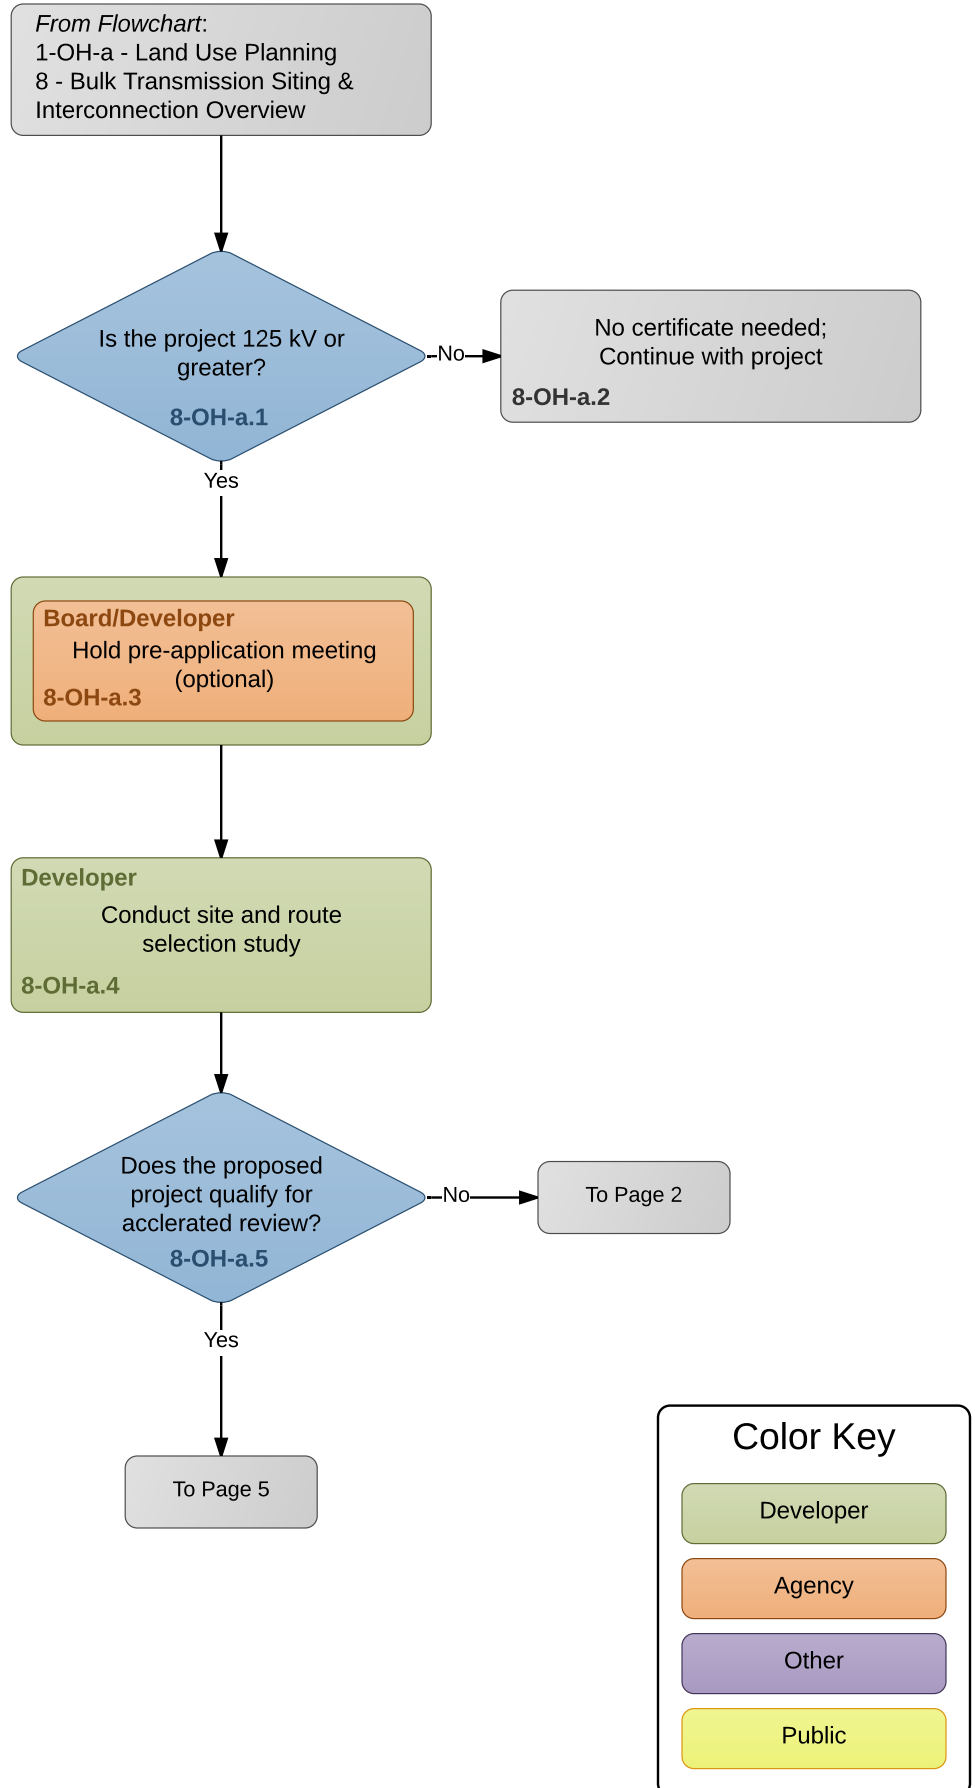 From Flowchart:
1-OH-a - Land Use Planning
8 - Bulk Transmission Siting &
Interconnection Overview
Is the project 125 kV or
greater?
8-OH-a.1
No
No certificate needed;
Continue with project
8-OH-a.2
Yes
Board/Developer
Hold pre-application meeting
(optional)
8-OH-a.3
Developer
Conduct site and route
selection study
8-OH-a.4
Does the proposed
project qualify for
acclerated review?
8-OH-a.5
No
To Page 2
Yes
To Page 5
Color Key
Developer
Agency
Other
Public